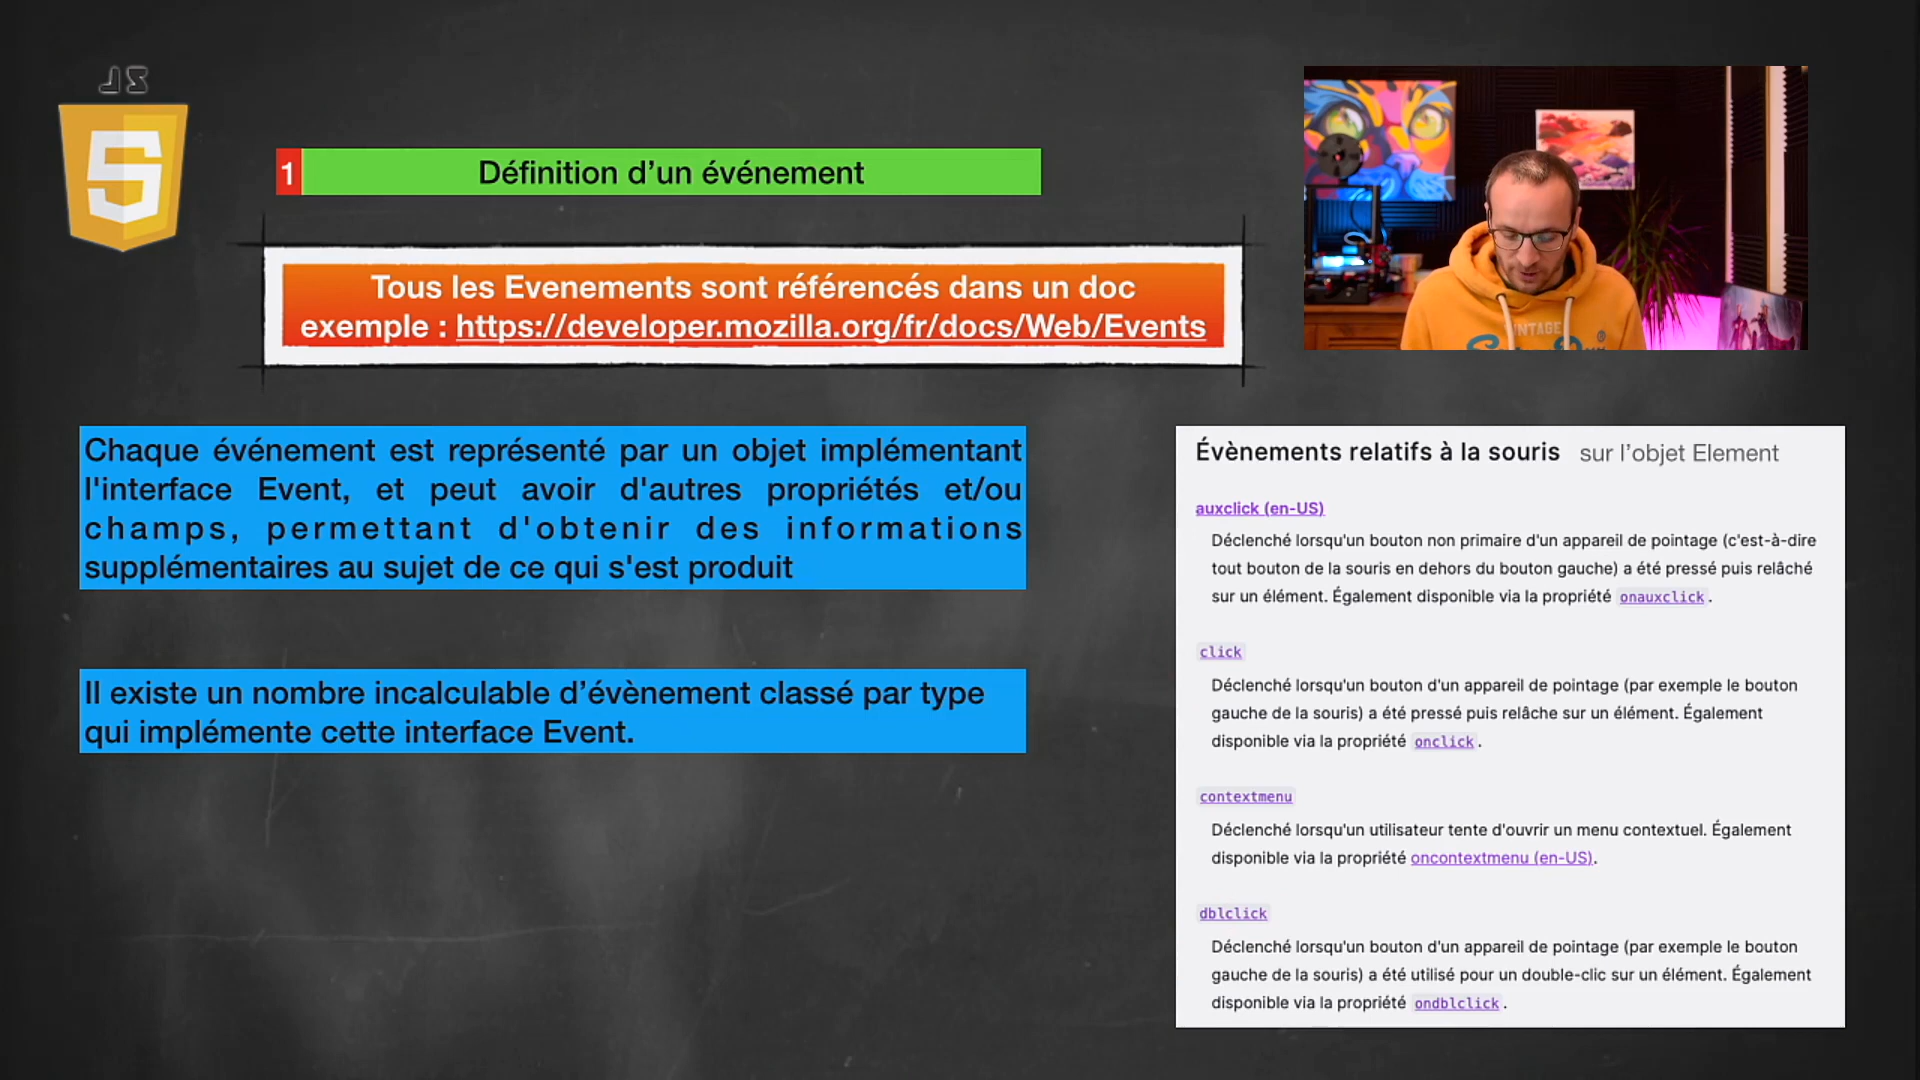 JS
5
1
Définition d’un événement
Tous les Evenements sont référencés dans un doc
exemple : https://developer.mozilla.org/fr/docs/Web/Events
VINTAGE
Chaque événement est représenté par un objet implémentant
l'interface Event, et peut avoir d'autres propriétés et/ou
champs, permettant d'obtenir des informations
supplémentaires au sujet de ce qui s'est produit
Il existe un nombre incalculable d’évènement classé par type
qui implémente cette interface Event.
Évènements relatifs à la souris sur l’objet Element
auxclick (en-US)
Déclenché lorsqu'un bouton non primaire d'un appareil de pointage (c'est-à-dire
tout bouton de la souris en dehors du bouton gauche) a été pressé puis relâché
sur un élément. Également disponible via la propriété onauxclick.
click
Déclenché lorsqu'un bouton d'un appareil de pointage (par exemple le bouton
gauche de la souris) a été pressé puis relâche sur un élément. Également
disponible via la propriété onclick.
contextmenu
Déclenché lorsqu'un utilisateur tente d'ouvrir un menu contextuel. Également
disponible via la propriété oncontextmenu (en-US).
dblclick
Déclenché lorsqu'un bouton d'un appareil de pointage (par exemple le bouton
gauche de la souris) a été utilisé pour un double-clic sur un élément. Également
disponible via la propriété ondblclick.